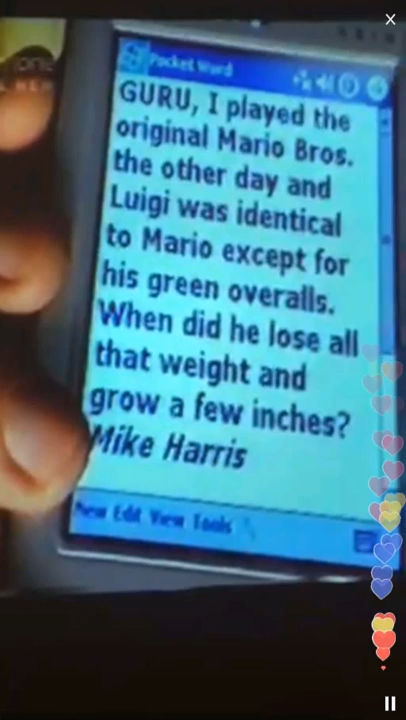 Pocket Word
GURU, I played the
original Mario Bros.
the other day and
Luigi was identical
to Mario except for
his green overalls.
When did he lose all
that weight and
grow a few inches?
Mike Harris
New Edit View Tools